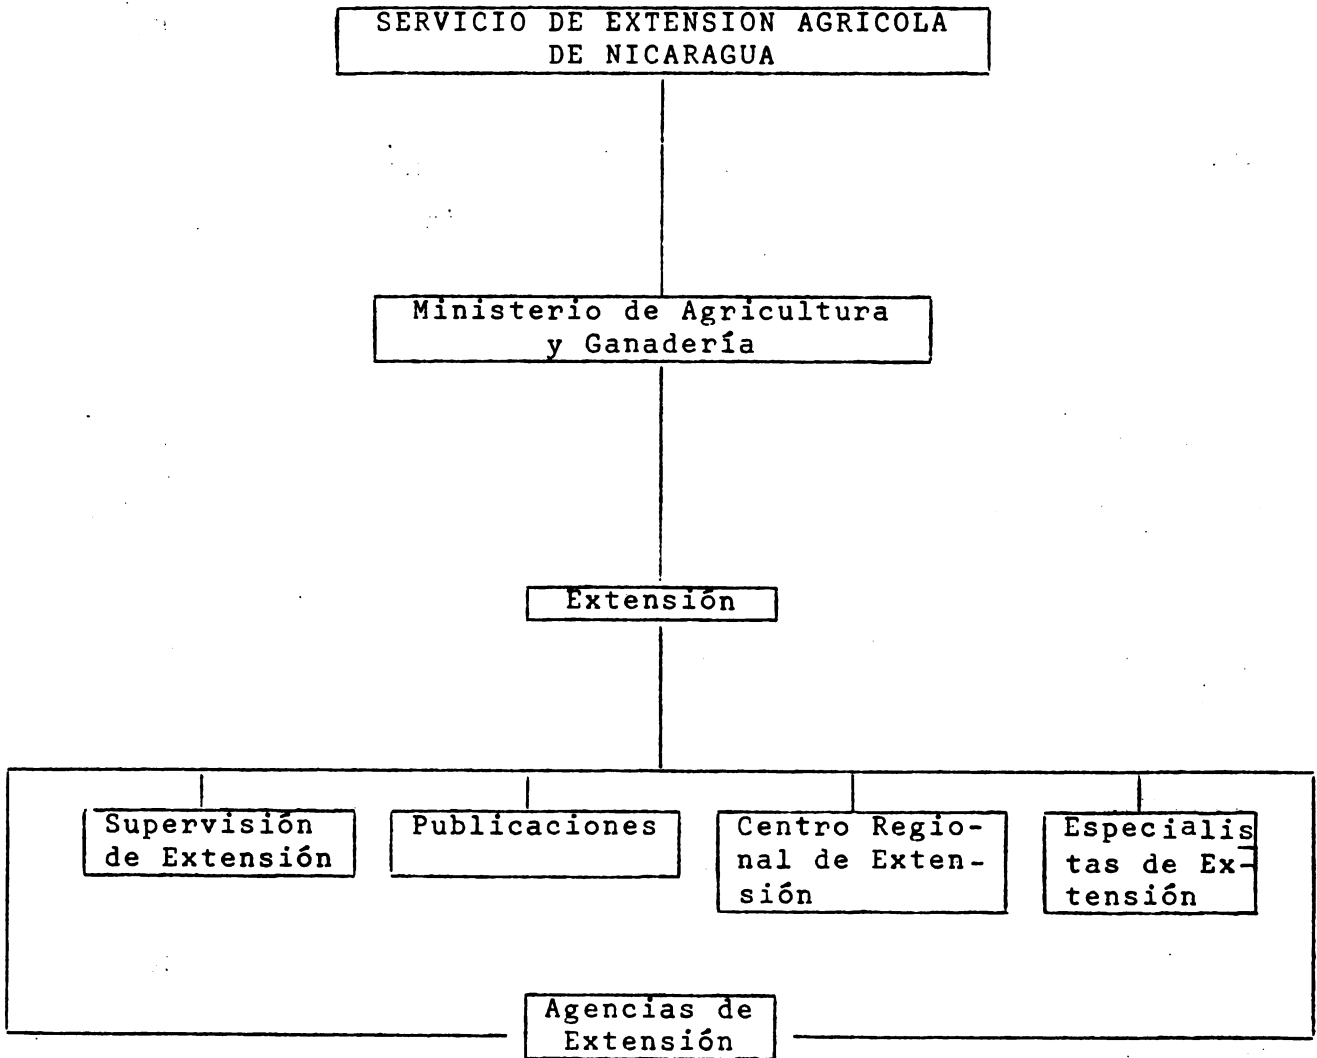 SERVICIO DE EXTENSION AGRICOLA
DE NICARAGUA
Ministerio de Agricultura
y Ganadería
Extensión
Supervisión
de Extensión
Publicaciones
Centro Regio-
nal de Exten-
sión
Especialis
tas de Ex-
tensión
Agencias de
Extensión